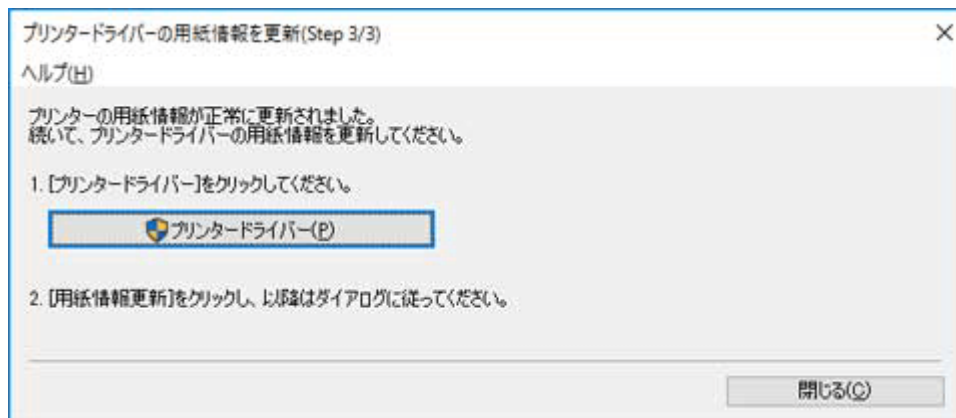 プリンタードライバーの用紙情報を更新(Step 3/3)
ヘルプ(H)
プリンターの用紙情報が正常に更新されました。
続いて、プリンタードライバーの用紙情報を更新してください。
1. [プリンタードライバー]をクリックしてください。
プリンタードライバー(P)
2. [用紙情報更新]をクリックし、以降はダイアログに従ってください。
閉じる(C)